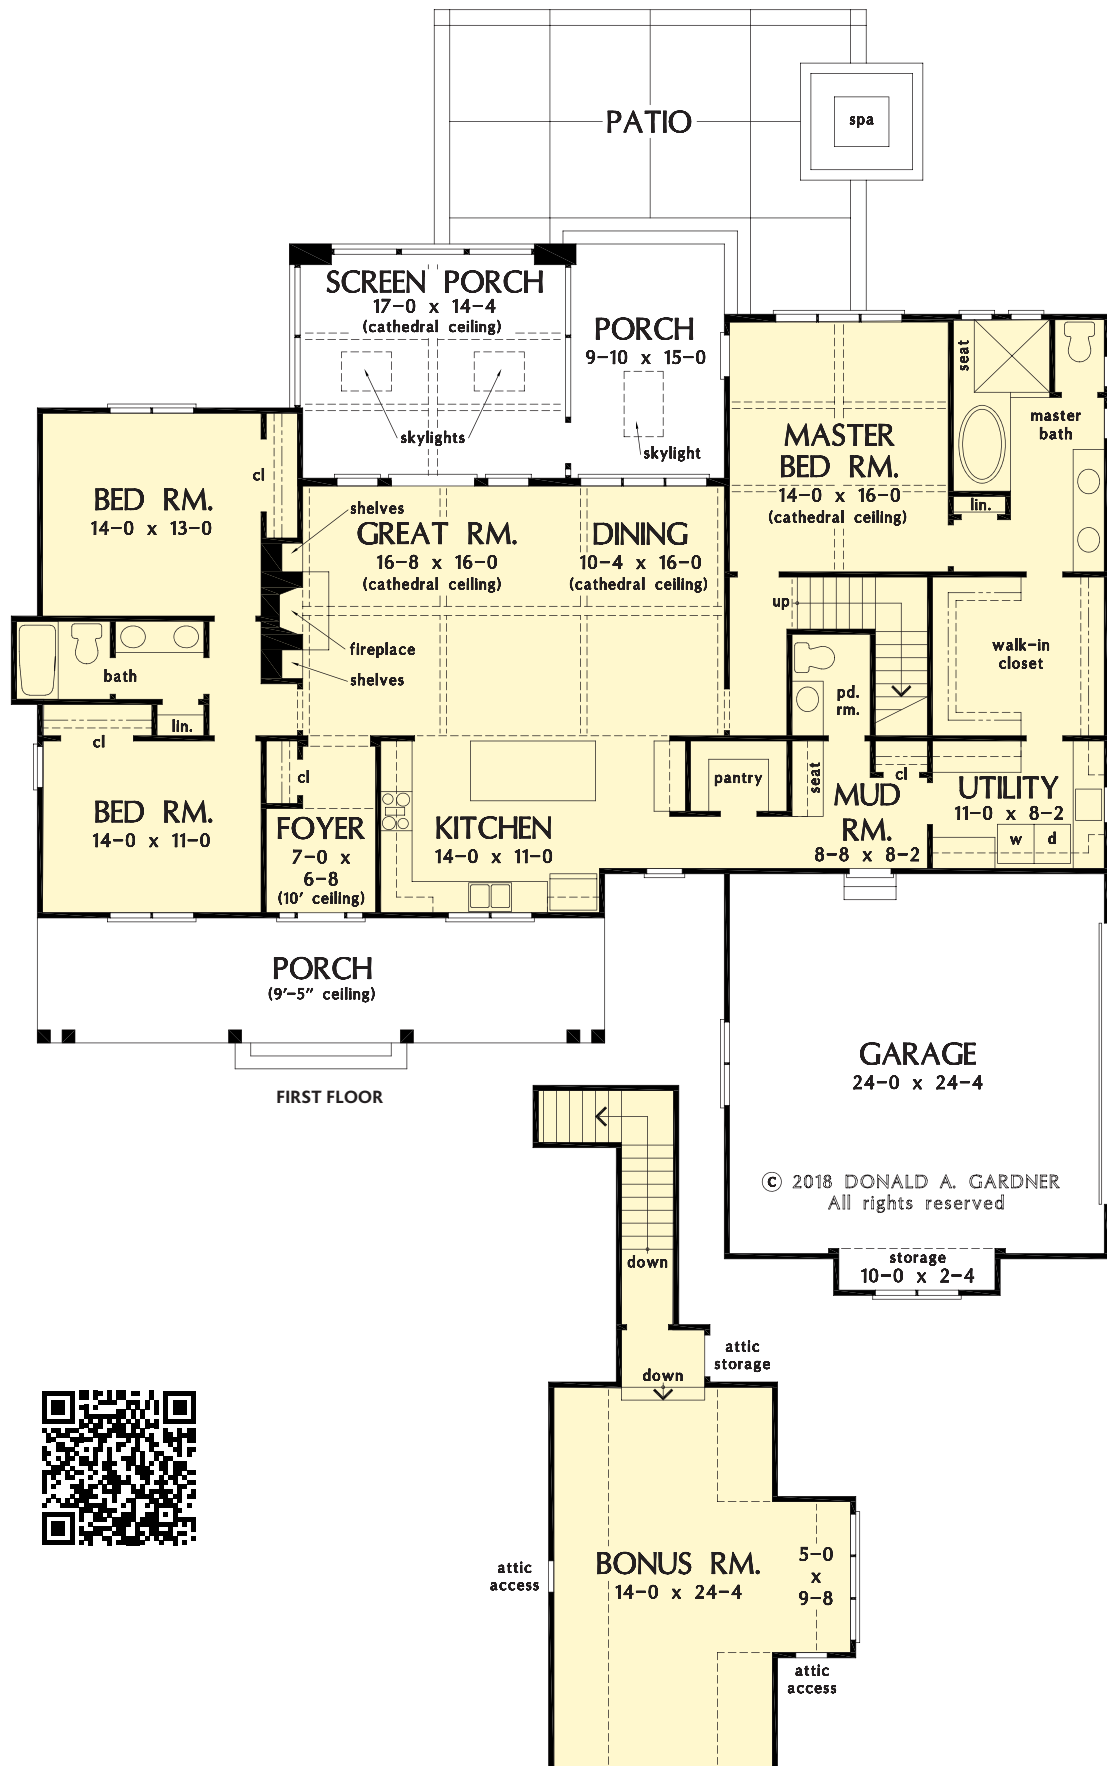 PATIO
spa
SCREEN PORCH
17-0 x 14-4
(cathedral ceiling)
skylights
PORCH
9-10 x 15-0
skylight
seat
master
bath
MASTER
BED RM.
14-0 x 16-0
(cathedral ceiling)
lin.
BED RM.
14-0 x 13-0
cl
shelves
GREAT RM.
16-8 x 16-0
(cathedral ceiling)
DINING
10-4 x 16-0
(cathedral ceiling)
fireplace
shelves
up
walk-in
closet
pd.
rm.
bath
lin.
cl
BED RM.
14-0 x 11-0
cl
FOYER
7-0 x
6-8
(10' ceiling)
KITCHEN
14-0 x 11-0
pantry
seat
cl
MUD
RM.
8-8 x 8-2
UTILITY
11-0 x 8-2
w
d
PORCH
(9'-5" ceiling)
FIRST FLOOR
GARAGE
24-0 x 24-4
© 2018 DONALD A. GARDNER
All rights reserved
storage
10-0 x 2-4
down
attic
storage
down
BONUS RM.
14-0 x 24-4
5-0
x
9-8
attic
access
attic
access